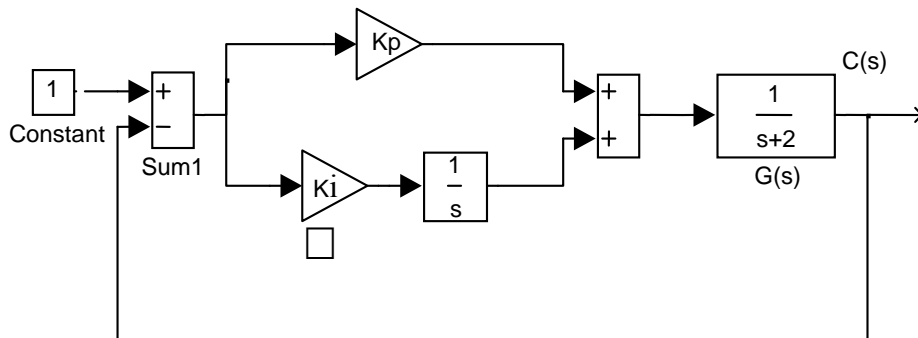 Kp
C(s)
1
+
−
Constant
Sum1
+
+
1
s+2
G(s)
Ki
1
s